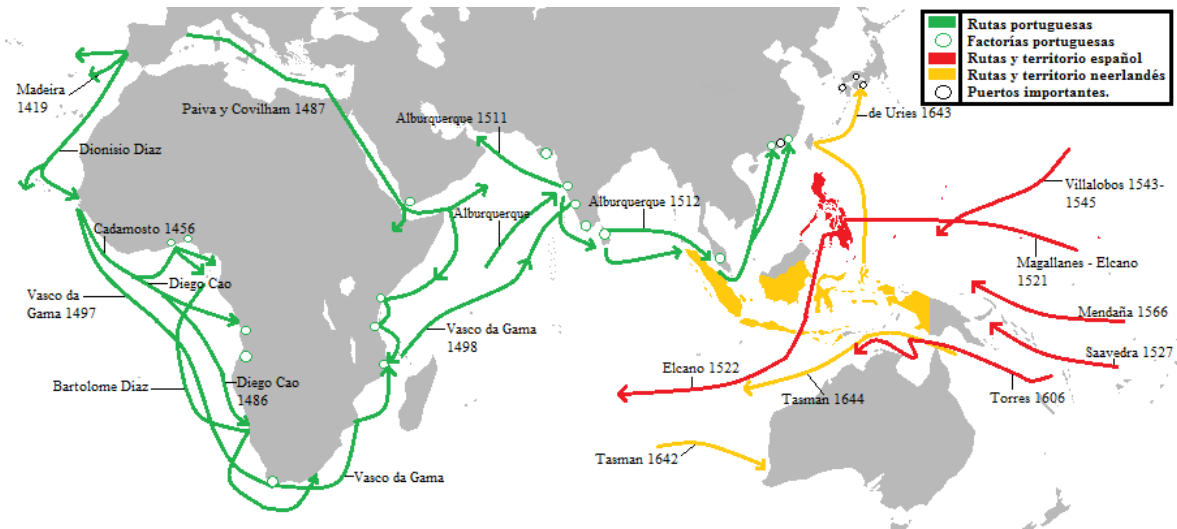 Rutas portuguesas
Factorías portuguesas
Rutas y territorio español
Rutas y territorio neerlandés
Puertos importantes.
Madeira
1419
Paiva y Covilham 1487
Alburquerque 1511
de Uries 1643
Dionisio Diaz
Villalobos 1543-
1545
Cadamosto 1456
Alburquerque
Alburquerque 1512
Diego Cao
Magallanes - Elcano
1521
Vasco da
Gama 1497
Mendaña 1566
Vasco da Gama
1498
Saavedra 1527
Bartolome Diaz
Diego Cao
1486
Elcano 1522
Tasman 1644
Torres 1606
Tasman 1642
Vasco da Gama